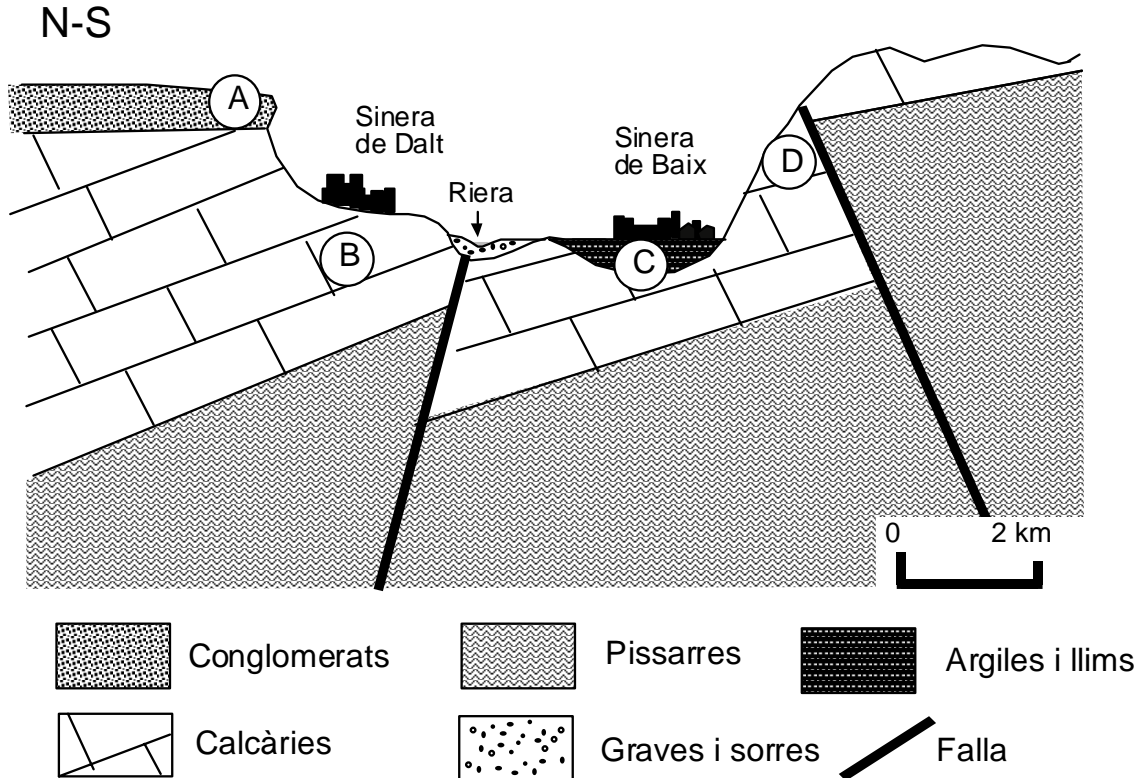 N-S
A
Sinera
de Dalt
Riera
Sinera
de Baix
B
C
D
0 2 km
Conglomerats
Pissarres
Argiles i llims
Calcàries
Graves i sorres
Falla